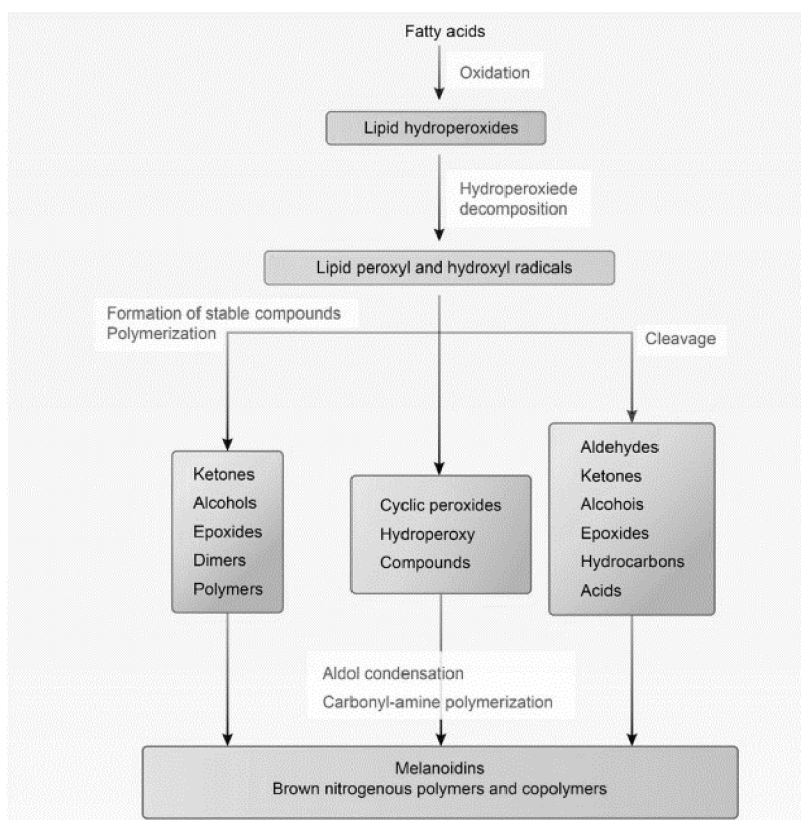 Fatty acids
Oxidation
Lipid hydroperoxides
Hydroperoxiede
decomposition
Lipid peroxyl and hydroxyl radicals
Formation of stable compounds
Polymerization
Cleavage
Ketones
Alcohols
Epoxides
Dimers
Polymers
Cyclic peroxides
Hydroperoxy
Compounds
Aldehydes
Ketones
Alcohois
Epoxides
Hydrocarbons
Acids
Aldol condensation
Carbonyl-amine polymerization
Melanoidins
Brown nitrogenous polymers and copolymers